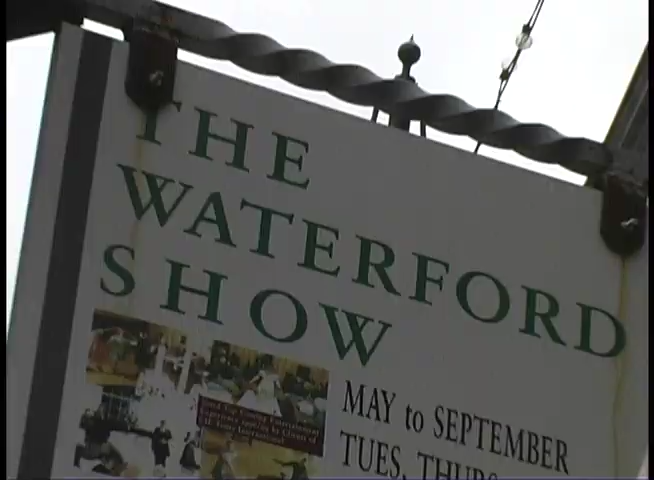 THE
WATERFORD
SHOW
MAY to SEPTEMBER
TUES, THURS